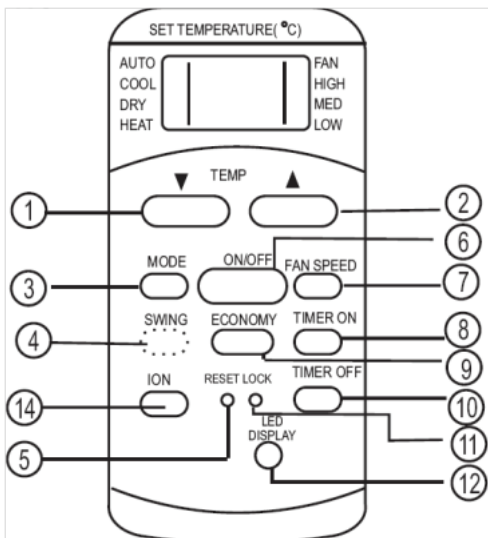 SET TEMPERATURE(°C)
AUTO FAN
COOL HIGH
DRY MED
HEAT LOW
▼ TEMP ▲
1 2
6
MODE ON/OFF FAN SPEED
3 7
SWING ECONOMY TIMER ON
4 8
9
ION RESET LOCK TIMER OFF
14 10
LED
DISPLAY
5 11
12